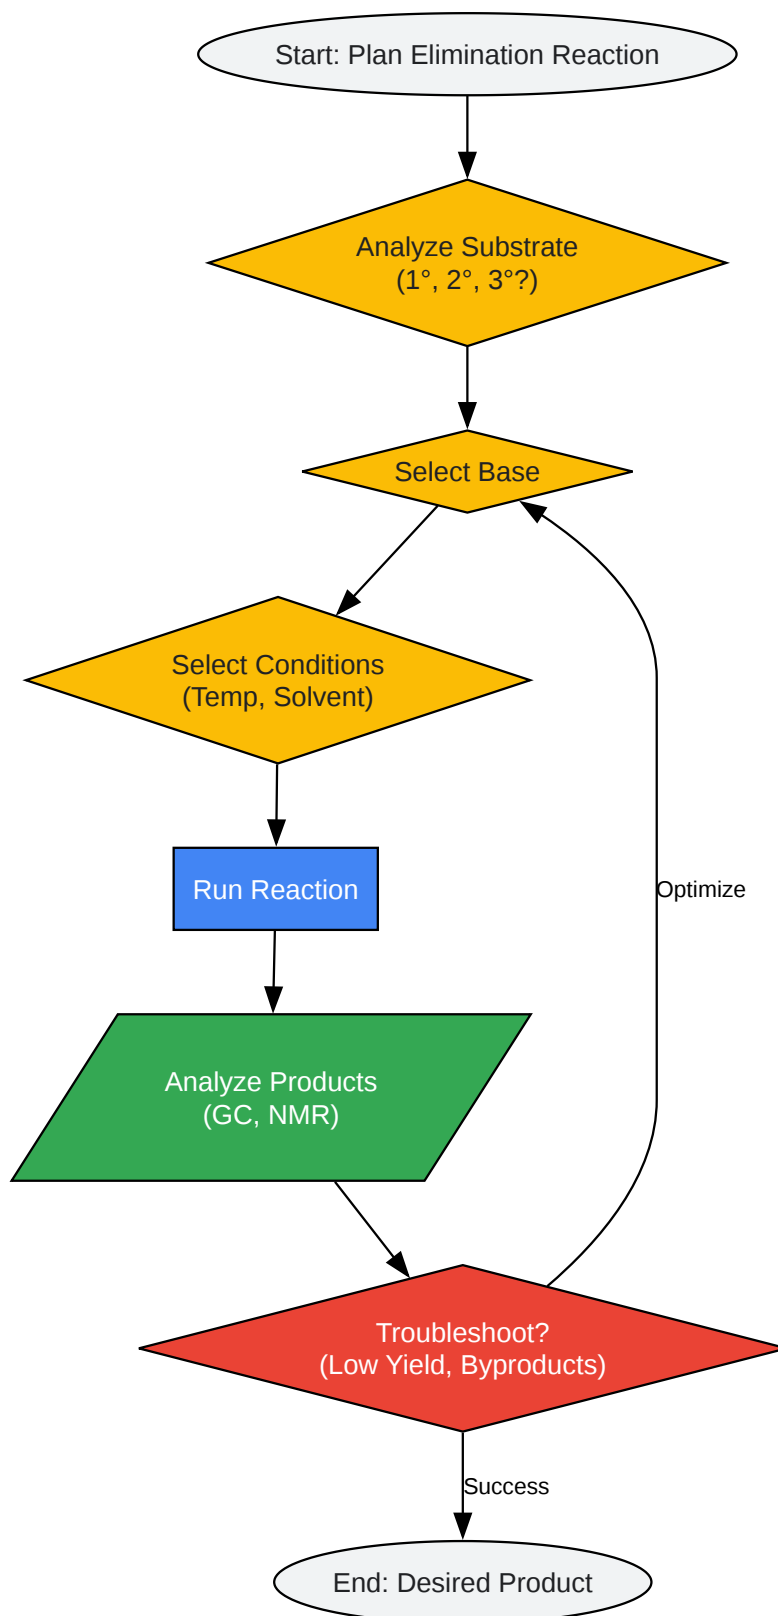 Start: Plan Elimination Reaction
Analyze Substrate
(1°, 2°, 3°?)
Select Base
Select Conditions
(Temp, Solvent)
Run Reaction
Optimize
Analyze Products
(GC, NMR)
Troubleshoot?
(Low Yield, Byproducts)
Success
End: Desired Product